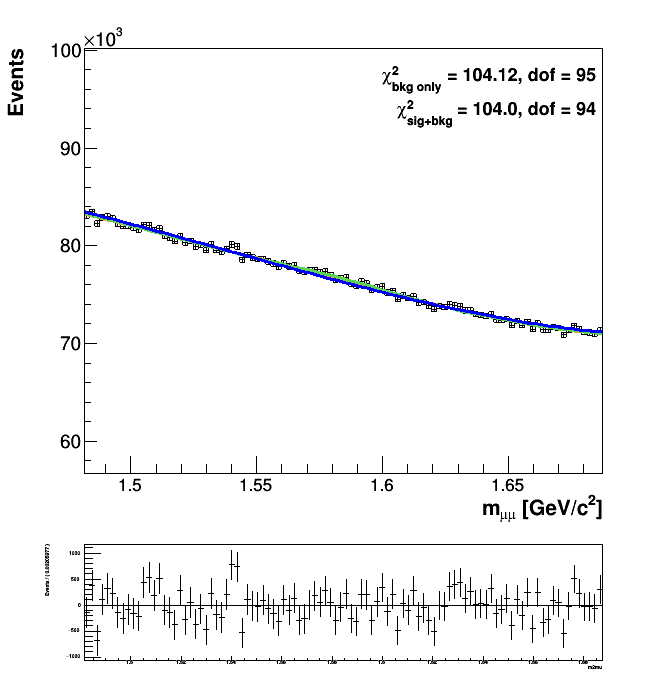 ×10³
100
Events
χ²bkg only = 104.12, dof = 95
χ²sig+bkg = 104.0, dof = 94
90
80
70
60
1.5 1.55 1.6 1.65
mμμ [GeV/c²]
1000
500
0
−500
−1000
m2mu